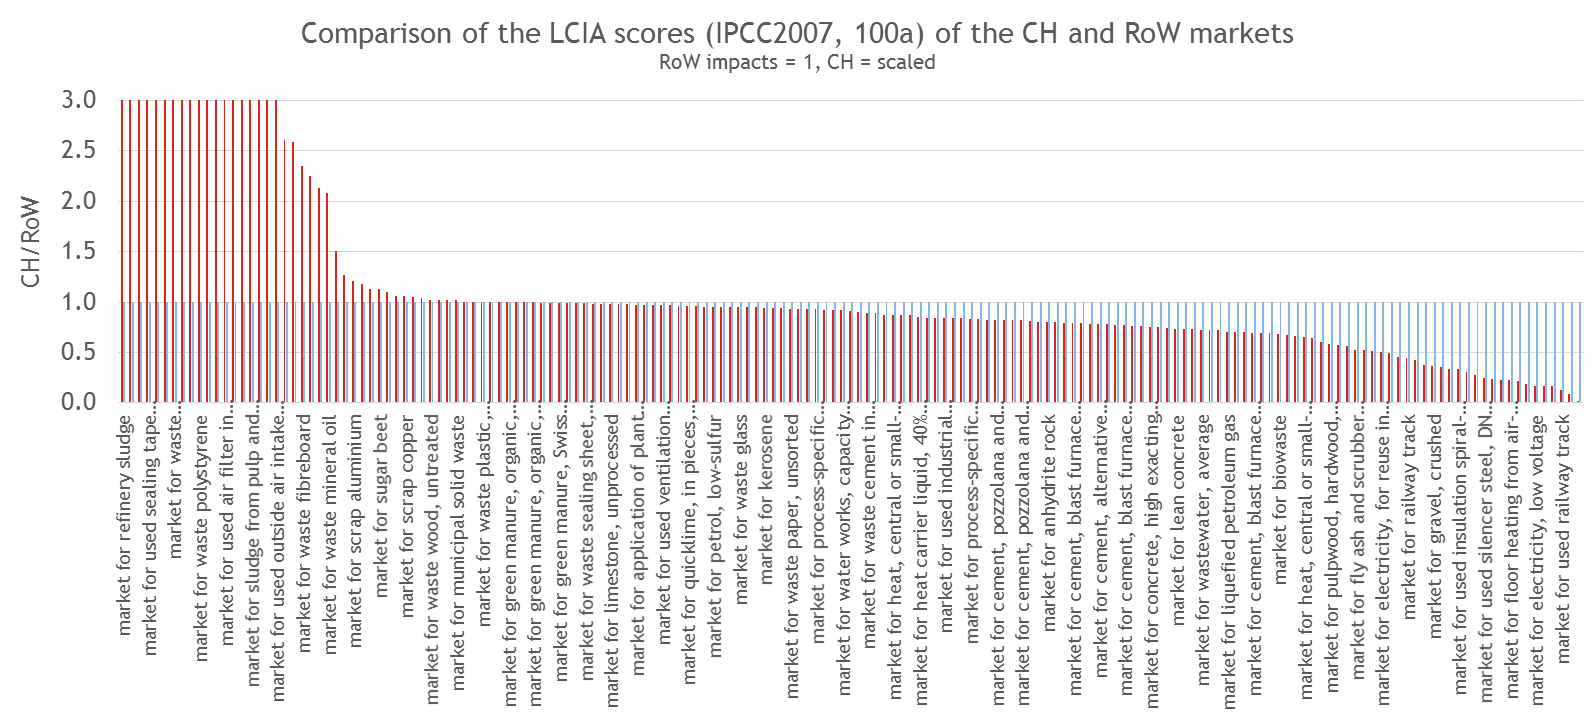 Comparison of the LCIA scores (IPCC2007, 100a) of the CH and RoW markets
RoW impacts = 1, CH = scaled
CH/RoW
3.0
2.5
2.0
1.5
1.0
0.5
0.0
market for refinery sludge
market for used sealing tape…
market for waste…
market for waste polystyrene
market for used air filter in…
market for sludge from pulp and…
market for used outside air intake…
market for waste fibreboard
market for waste mineral oil
market for scrap aluminium
market for sugar beet
market for scrap copper
market for waste wood, untreated
market for municipal solid waste
market for waste plastic,…
market for green manure, organic,…
market for green manure, organic,…
market for green manure, Swiss…
market for waste sealing sheet,…
market for limestone, unprocessed
market for application of plant…
market for used ventilation…
market for quicklime, in pieces,…
market for petrol, low-sulfur
market for waste glass
market for kerosene
market for waste paper, unsorted
market for process-specific…
market for water works, capacity…
market for waste cement in…
market for heat, central or small-…
market for heat carrier liquid, 40%…
market for used industrial…
market for process-specific…
market for cement, pozzolana and…
market for cement, pozzolana and…
market for anhydrite rock
market for cement, blast furnace…
market for cement, alternative…
market for cement, blast furnace…
market for concrete, high exacting…
market for lean concrete
market for wastewater, average
market for liquefied petroleum gas
market for cement, blast furnace…
market for biowaste
market for heat, central or small-…
market for pulpwood, hardwood,…
market for fly ash and scrubber…
market for electricity, for reuse in…
market for railway track
market for gravel, crushed
market for used insulation spiral-…
market for used silencer steel, DN…
market for floor heating from air-…
market for electricity, low voltage
market for used railway track